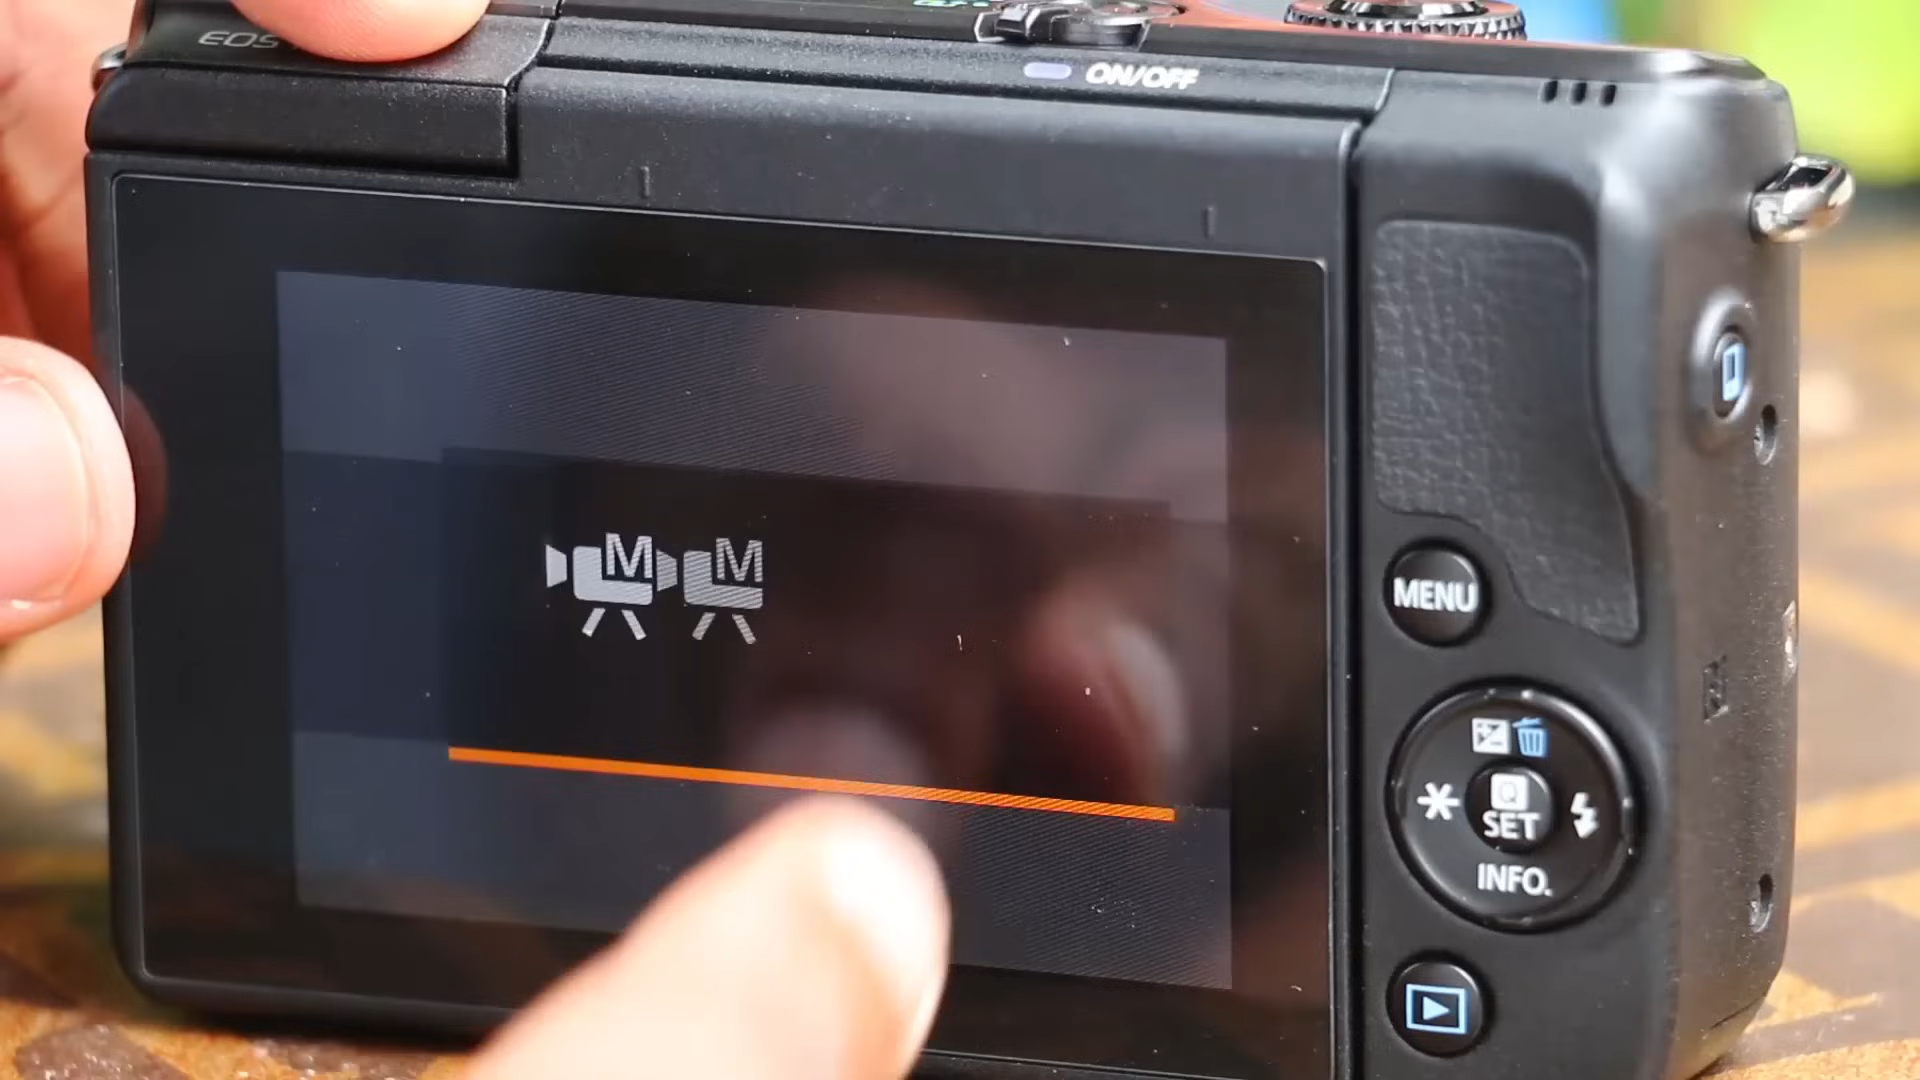 EOS
ON/OFF
M M
MENU
Q
SET
INFO.